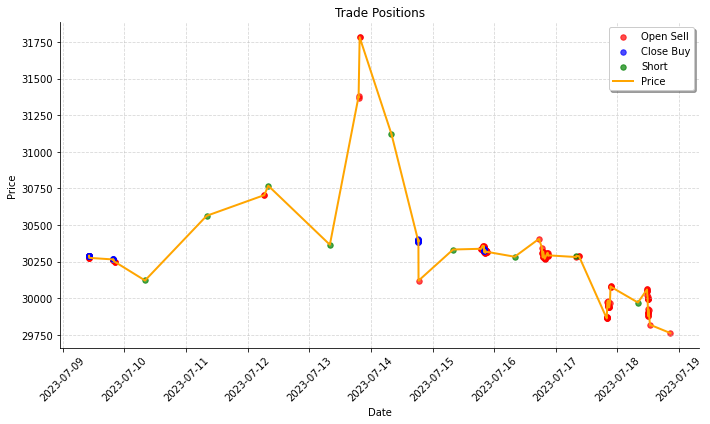 Trade Positions
Open Sell
Close Buy
Short
Price
31750
31500
31250
31000
30750
30500
30250
30000
29750
Price
2023-07-09
2023-07-10
2023-07-11
2023-07-12
2023-07-13
2023-07-14
2023-07-15
2023-07-16
2023-07-17
2023-07-18
2023-07-19
Date